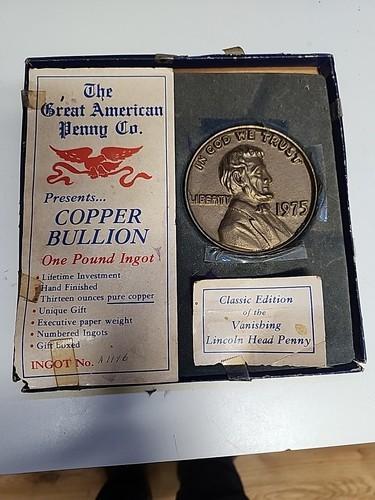 The
Great American
Penny Co.
Presents...
COPPER
BULLION
One Pound Ingot
• Lifetime Investment
Hand Finished
• Thirteen ounces pure copper
• Unique Gift
• Executive paper weight
• Numbered Ingots
• Gift boxed
INGOT No. A1146
IN GOD WE TRUST
LIBERTY
1975
Classic Edition
of the
Vanishing
Lincoln Head Penny